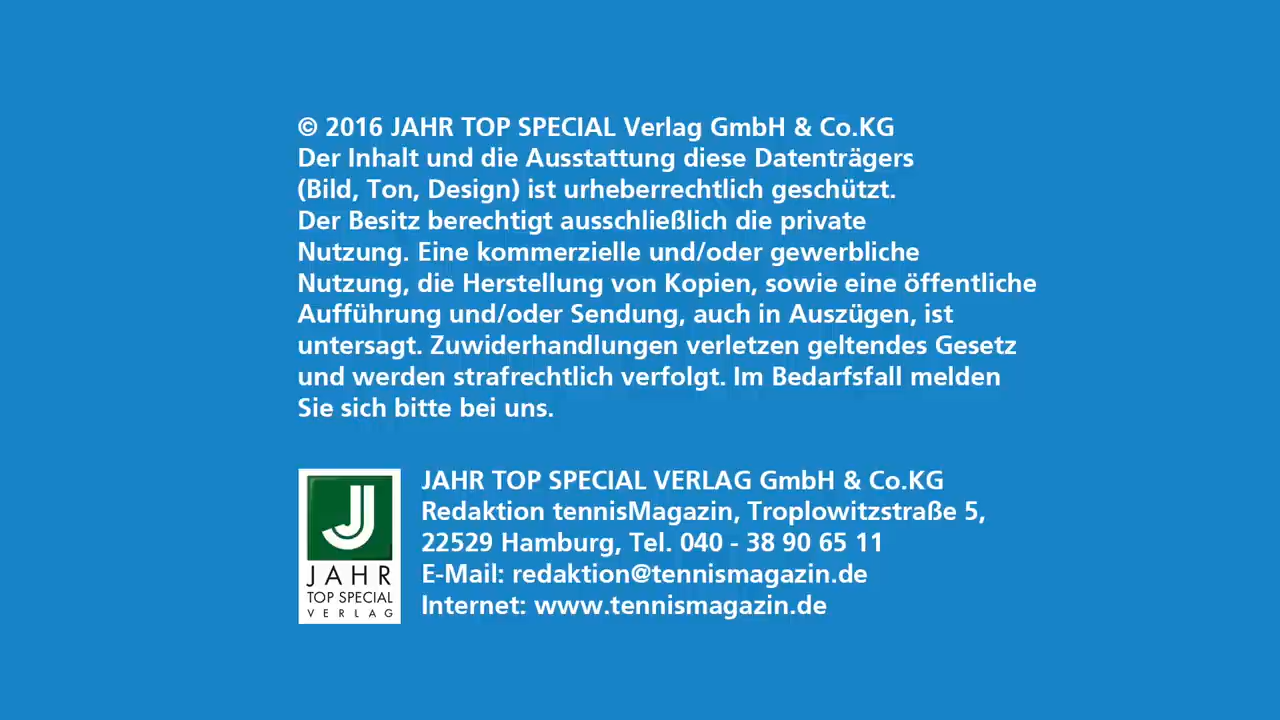 © 2016 JAHR TOP SPECIAL Verlag GmbH & Co.KG
Der Inhalt und die Ausstattung diese Datenträgers
(Bild, Ton, Design) ist urheberrechtlich geschützt.
Der Besitz berechtigt ausschließlich die private
Nutzung. Eine kommerzielle und/oder gewerbliche
Nutzung, die Herstellung von Kopien, sowie eine öffentliche
Aufführung und/oder Sendung, auch in Auszügen, ist
untersagt. Zuwiderhandlungen verletzen geltendes Gesetz
und werden strafrechtlich verfolgt. Im Bedarfsfall melden
Sie sich bitte bei uns.
J
JAHR
TOP SPECIAL
VERLAG
JAHR TOP SPECIAL VERLAG GmbH & Co.KG
Redaktion tennisMagazin, Troplowitzstraße 5,
22529 Hamburg, Tel. 040 - 38 90 65 11
E-Mail: redaktion@tennismagazin.de
Internet: www.tennismagazin.de